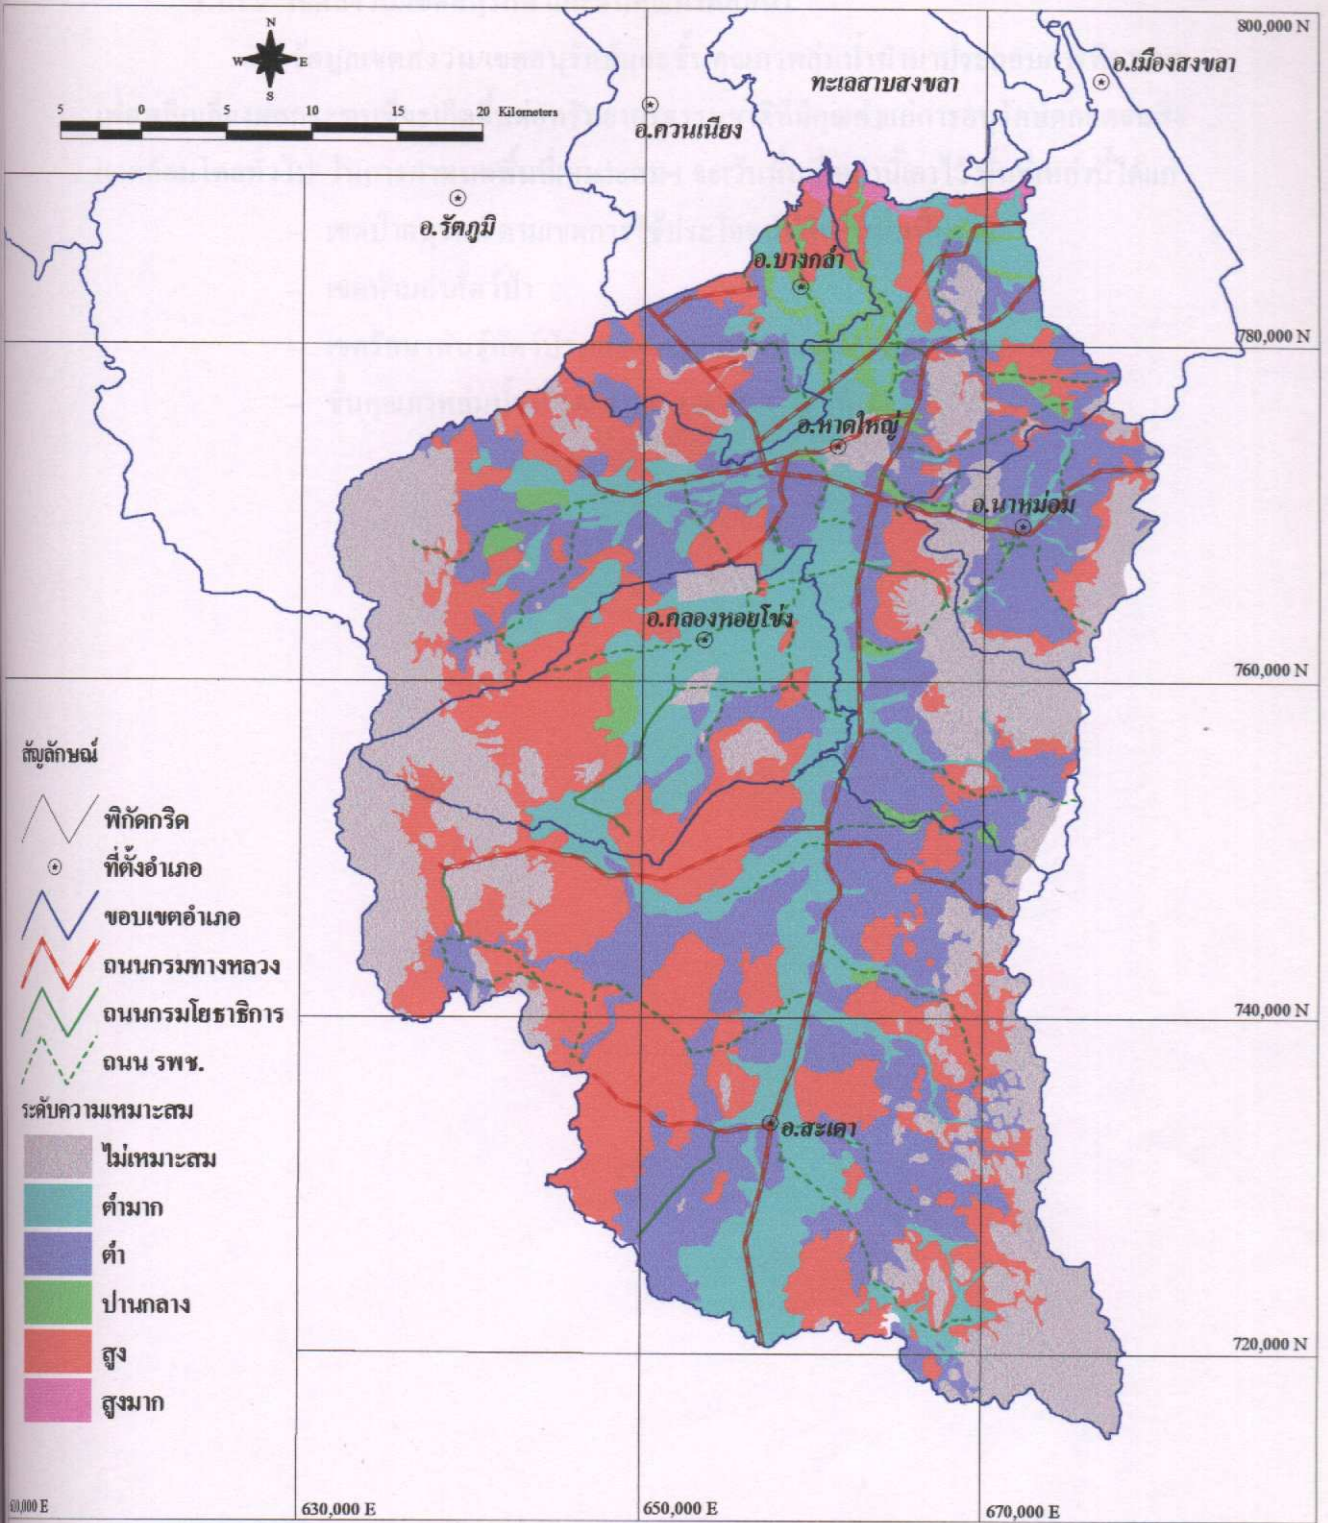 800,000 N
N
W E
S
5 0 5 10 15 20 Kilometers
ทะเลสาบสงขลา
อ.เมืองสงขลา
อ.ควนเนียง
อ.รัตภูมิ
อ.บางกล่ำ
780,000 N
อ.หาดใหญ่
อ.นาหม่อม
อ.คลองหอยโข่ง
760,000 N
สัญลักษณ์
พิกัดกริด
ที่ตั้งอำเภอ
ขอบเขตอำเภอ
ถนนกรมทางหลวง
ถนนกรมโยธาธิการ
740,000 N
ถนน รพช.
ระดับความเหมาะสม
อ.สะเดา
ไม่เหมาะสม
ต่ำมาก
ต่ำ
ปานกลาง
สูง
720,000 N
สูงมาก
630,000 E
650,000 E
670,000 E